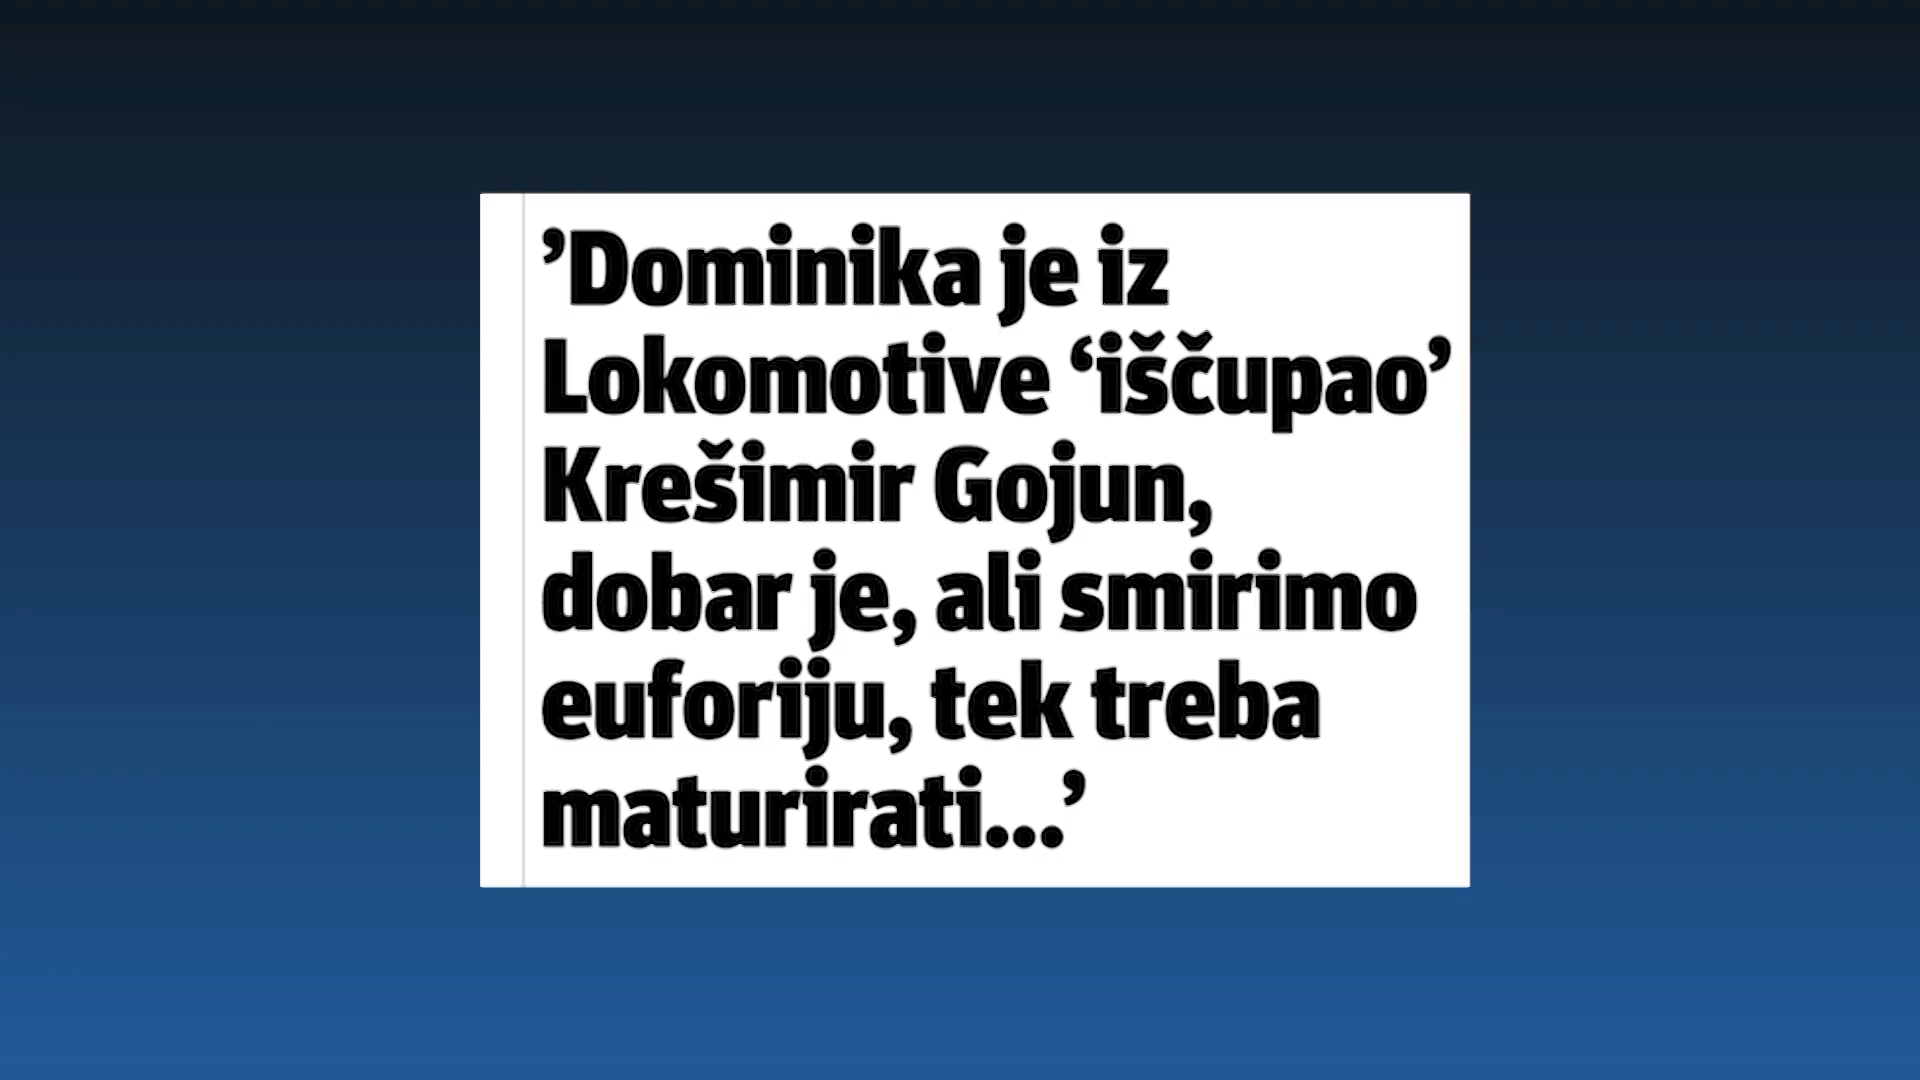 ’Dominika je iz
Lokomotive ‘iščupao’
Krešimir Gojun,
dobar je, ali smirimo
euforiju, tek treba
maturirati...’